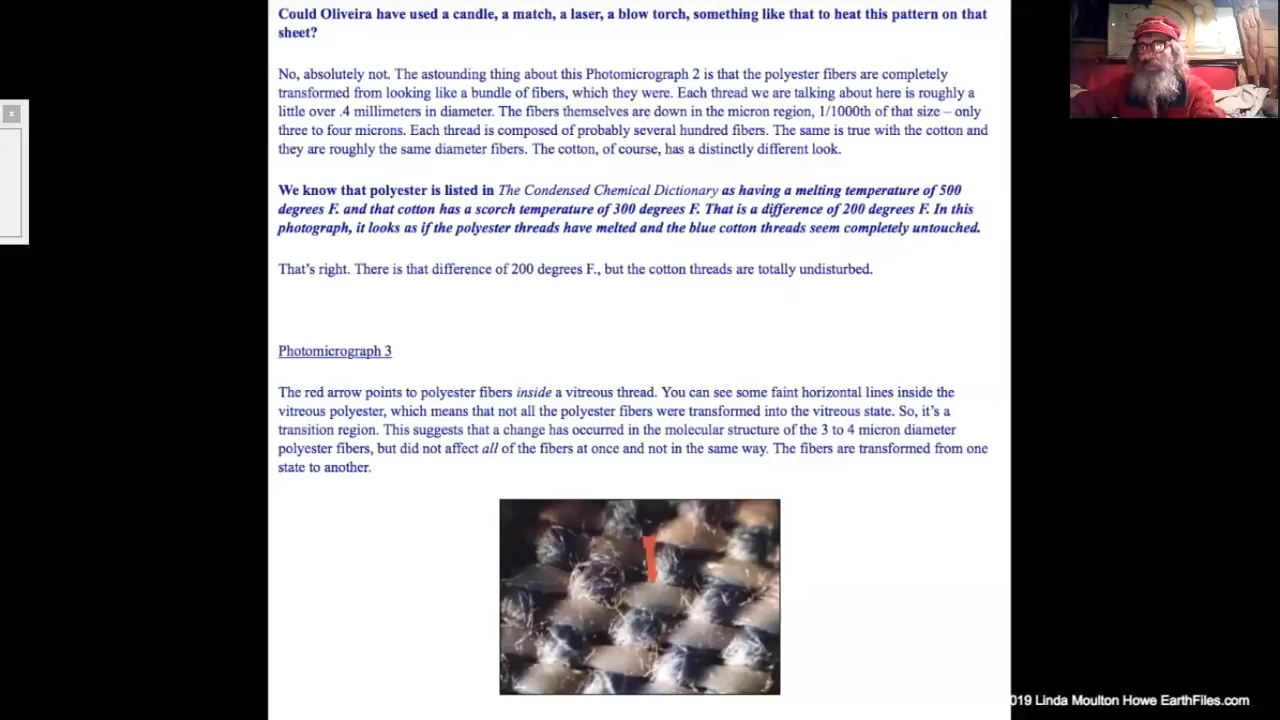 Could Oliveira have used a candle, a match, a laser, a blow torch, something like that to heat this pattern on that
sheet?
No, absolutely not. The astounding thing about this Photomicrograph 2 is that the polyester fibers are completely
transformed from looking like a bundle of fibers, which they were. Each thread we are talking about here is roughly a
little over .4 millimeters in diameter. The fibers themselves are down in the micron region, 1/1000th of that size – only
three to four microns. Each thread is composed of probably several hundred fibers. The same is true with the cotton and
they are roughly the same diameter fibers. The cotton, of course, has a distinctly different look.
We know that polyester is listed in The Condensed Chemical Dictionary as having a melting temperature of 500
degrees F. and that cotton has a scorch temperature of 300 degrees F. That is a difference of 200 degrees F. In this
photograph, it looks as if the polyester threads have melted and the blue cotton threads seem completely untouched.
That's right. There is that difference of 200 degrees F., but the cotton threads are totally undisturbed.
Photomicrograph 3
The red arrow points to polyester fibers inside a vitreous thread. You can see some faint horizontal lines inside the
vitreous polyester, which means that not all the polyester fibers were transformed into the vitreous state. So, it's a
transition region. This suggests that a change has occurred in the molecular structure of the 3 to 4 micron diameter
polyester fibers, but did not affect all of the fibers at once and not in the same way. The fibers are transformed from one
state to another.
019 Linda Moulton Howe EarthFiles.com